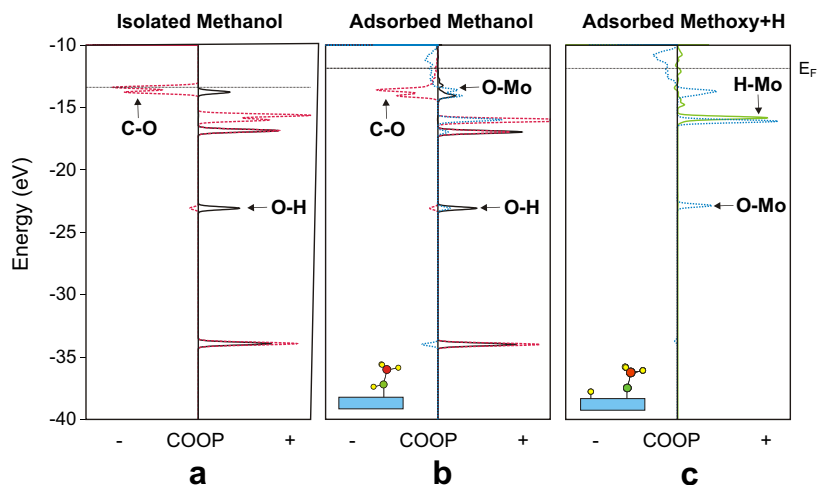 Isolated Methanol
Adsorbed Methanol
Adsorbed Methoxy+H
Energy (eV)
-10
-15
-20
-25
-30
-35
-40
C-O
O-H
- COOP +
a
O-Mo
C-O
O-H
- COOP +
b
E_F
H-Mo
O-Mo
- COOP +
c